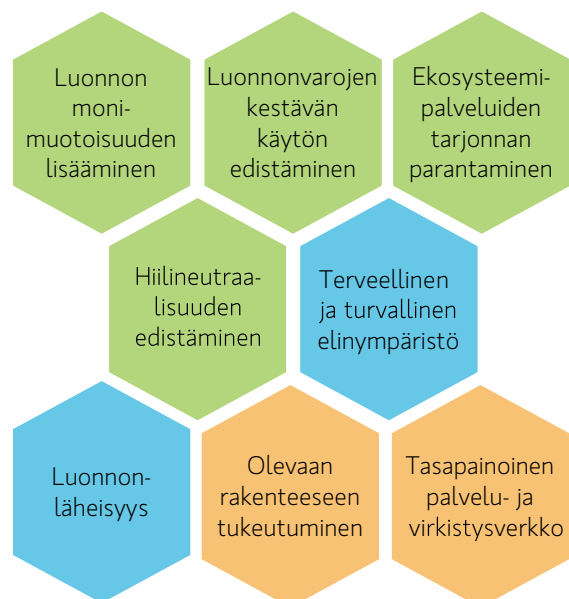 Luonnon
moni-
muotoisuuden
lisääminen
Luonnonvarojen
kestävän
käytön
edistäminen
Ekosysteemi-
palveluiden
tarjonnan
parantaminen
Hiilineutraa-
lisuuden
edistäminen
Terveellinen
ja turvallinen
elinympäristö
Luonnon-
läheisyys
Olevaan
rakenteeseen
tukeutuminen
Tasapainoinen
palvelu- ja
virkistysverkko